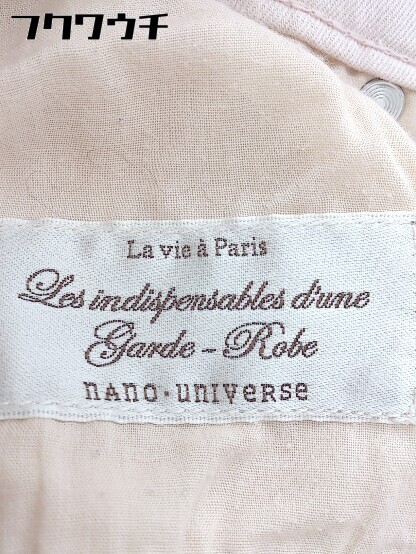 フクワウチ
La vie à Paris
Les indispensables d'une
Garde - Robe
nano・universe